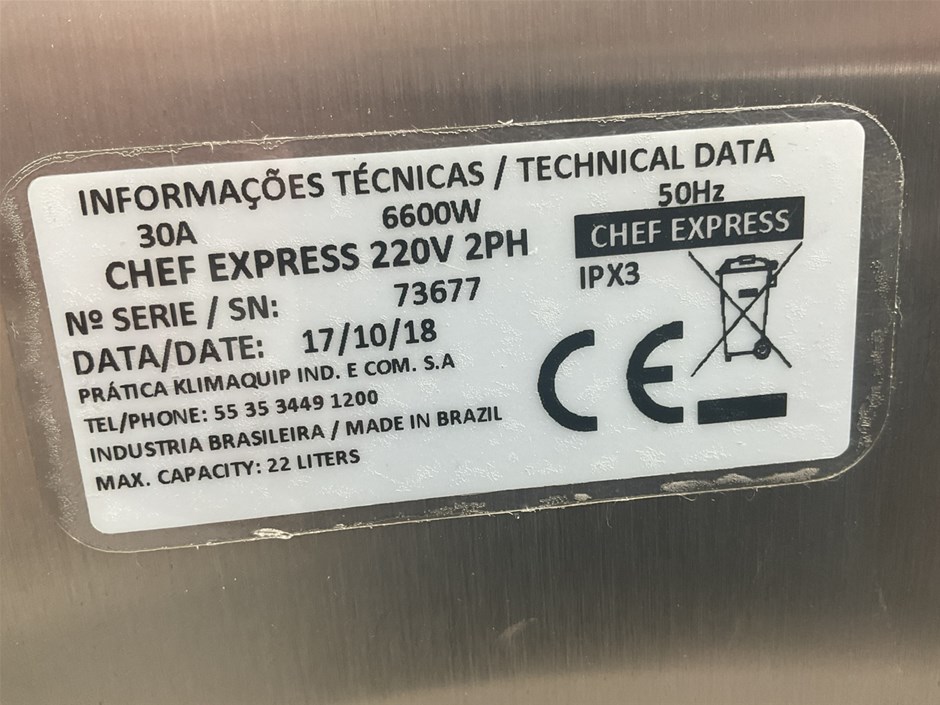 INFORMAÇÕES TÉCNICAS / TECHNICAL DATA
30A 6600W 50Hz
CHEF EXPRESS 220V 2PH
CHEF EXPRESS
Nº SERIE / SN: 73677
IPX3
DATA/DATE: 17/10/18
PRÁTICA KLIMAQUIP IND. E COM. S.A
TEL/PHONE: 55 35 3449 1200
INDUSTRIA BRASILEIRA / MADE IN BRAZIL
MAX. CAPACITY: 22 LITERS
CE